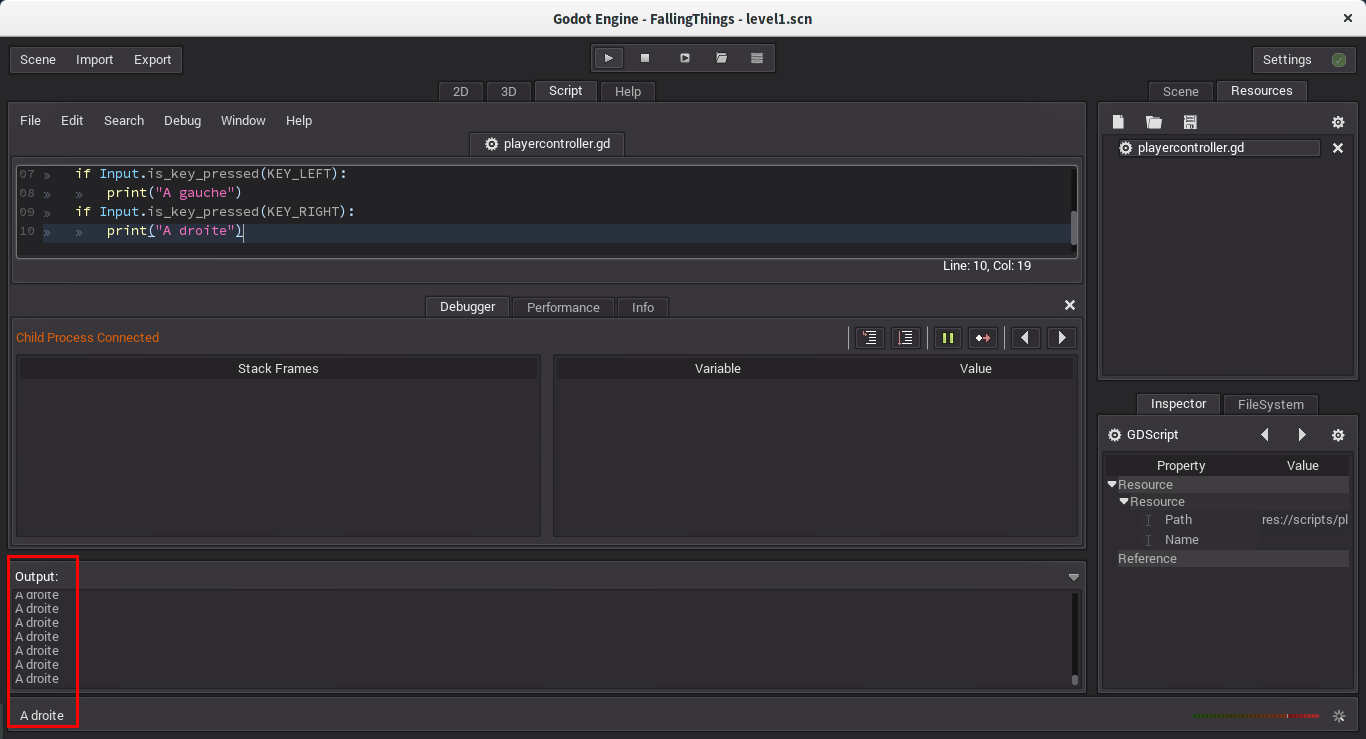 Godot Engine - FallingThings - level1.scn
Scene Import Export
Settings
2D 3D Script Help
Scene Resources
File Edit Search Debug Window Help
playercontroller.gd
playercontroller.gd
07 » if Input.is_key_pressed(KEY_LEFT):
08 » » print("A gauche")
09 » if Input.is_key_pressed(KEY_RIGHT):
10 » » print("A droite")
Line: 10, Col: 19
Debugger Performance Info
Child Process Connected
Stack Frames
Variable Value
Inspector FileSystem
GDScript
Property Value
Resource
Resource
Path res://scripts/pl
Name
Reference
Output:
A droite
A droite
A droite
A droite
A droite
A droite
A droite
A droite